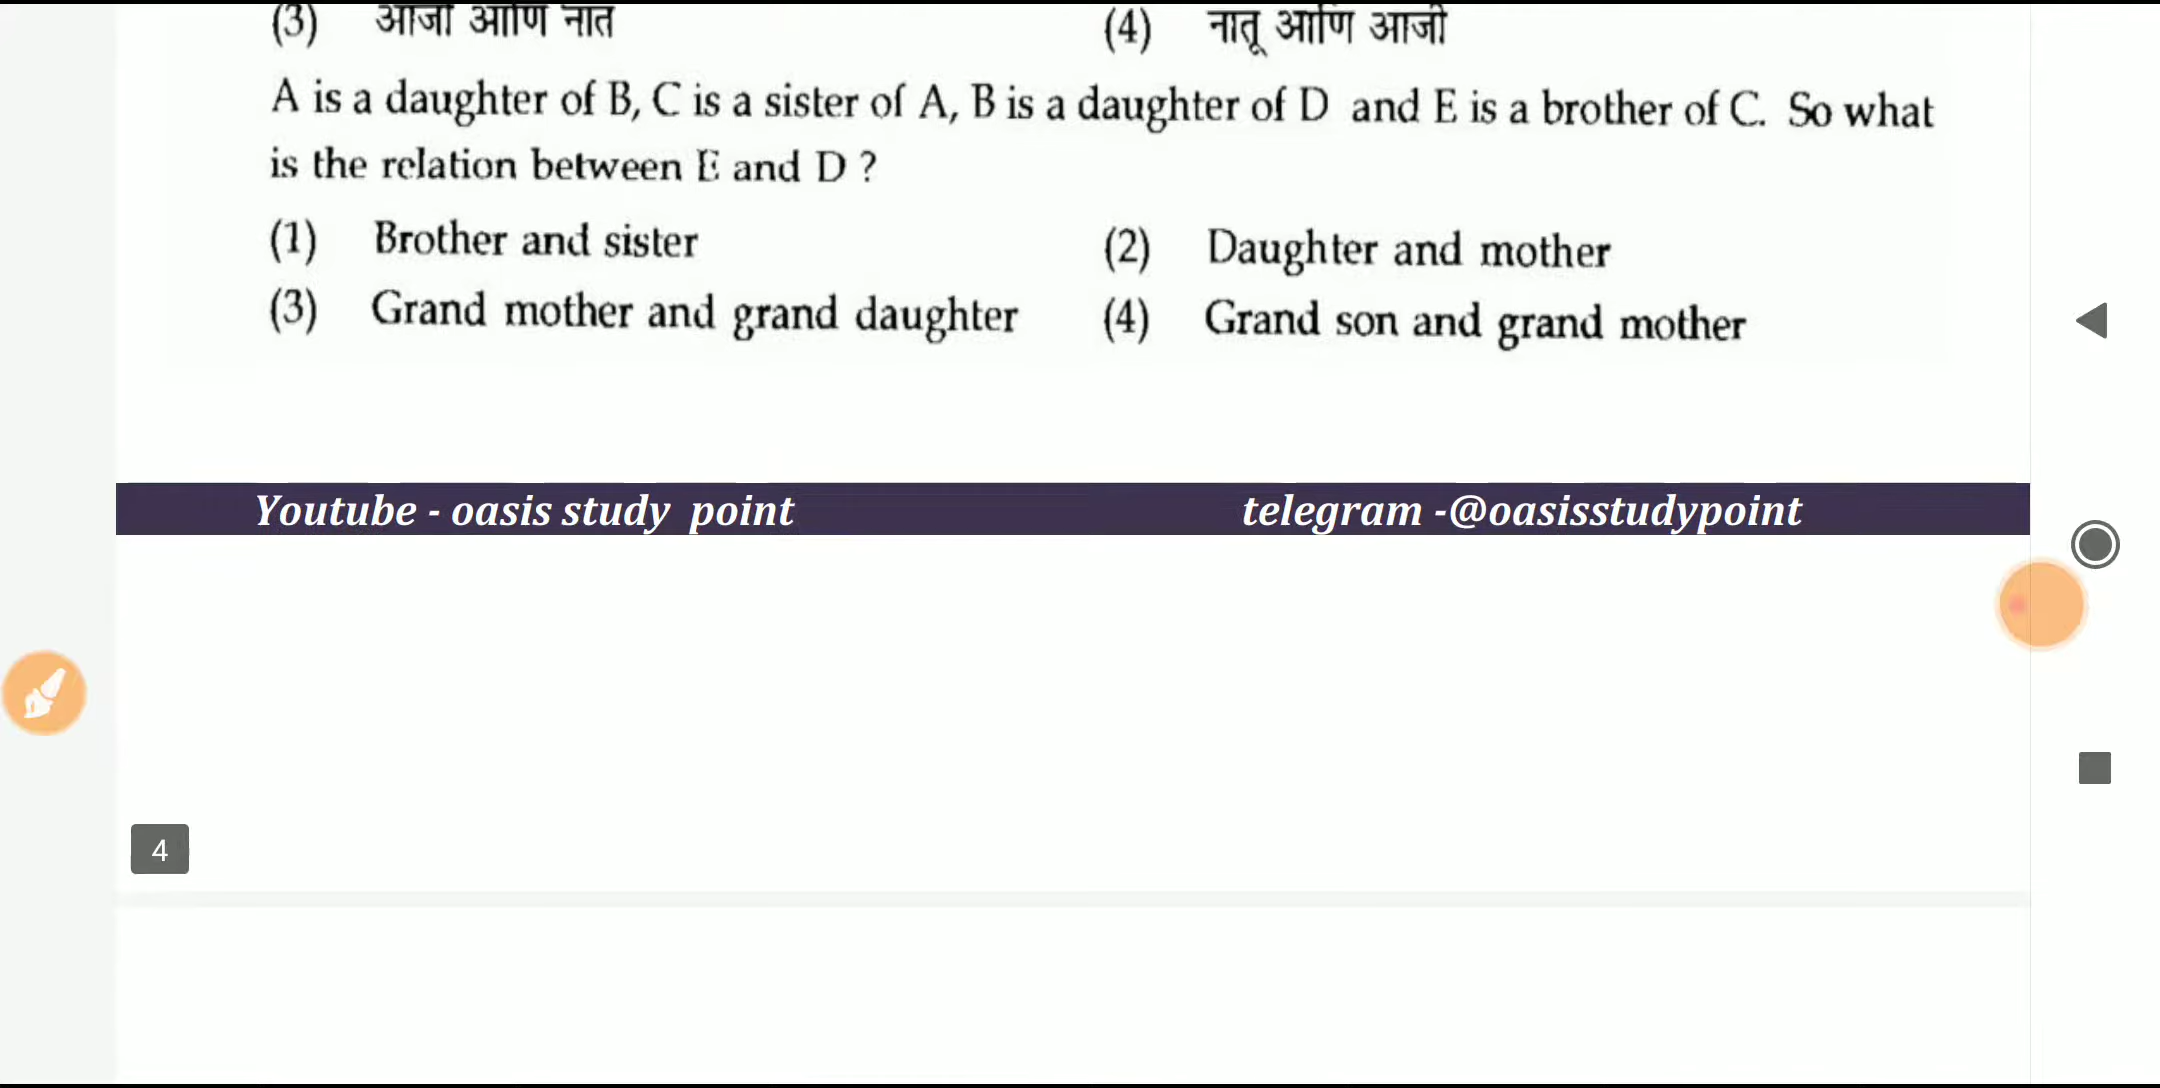 (3) आजी आणि नात (4) नातू आणि आजी
A is a daughter of B, C is a sister of A, B is a daughter of D and E is a brother of C. So what
is the relation between E and D ?
(1) Brother and sister (2) Daughter and mother
(3) Grand mother and grand daughter (4) Grand son and grand mother
Youtube - oasis study point telegram -@oasisstudypoint
4